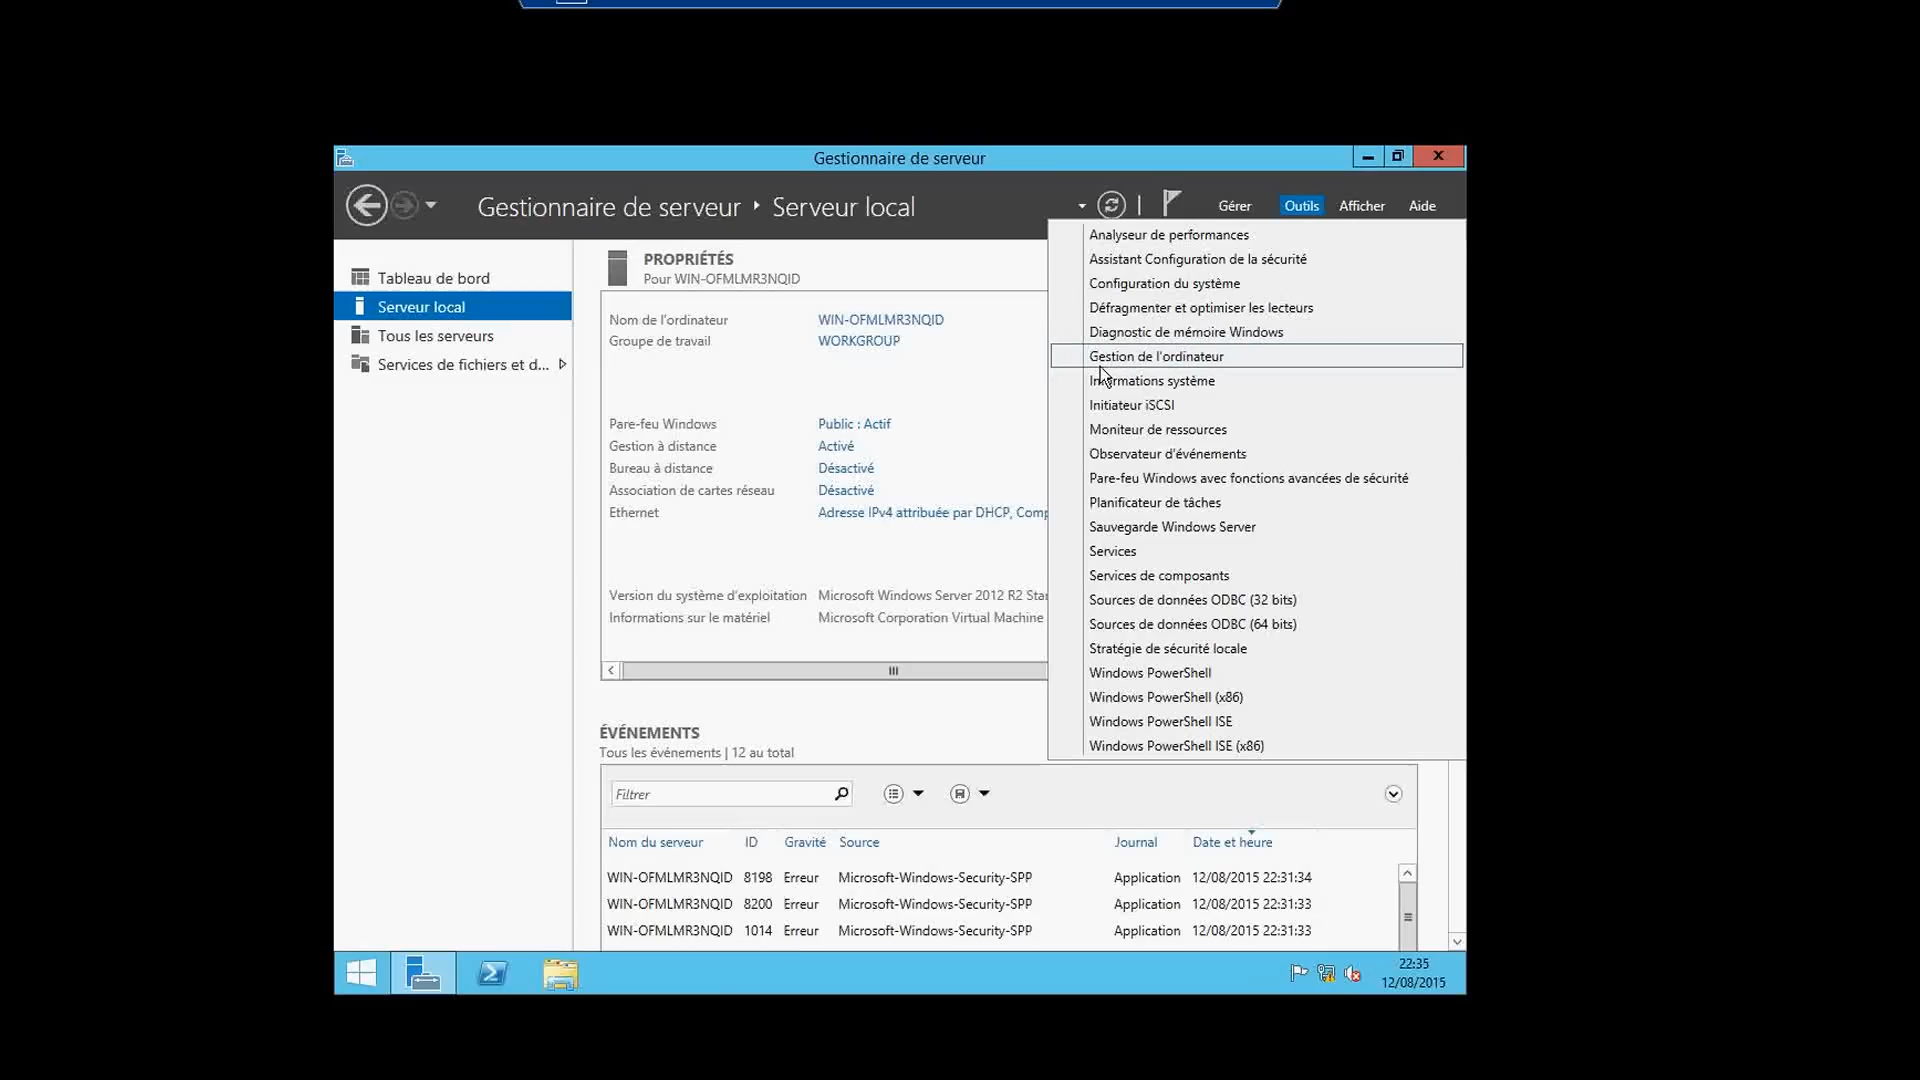 Gestionnaire de serveur
Gestionnaire de serveur ‣ Serveur local
Gérer Outils Afficher Aide
Tableau de bord
Serveur local
Tous les serveurs
Services de fichiers et d...
PROPRIÉTÉS
Pour WIN-OFMLMR3NQID
Nom de l'ordinateur WIN-OFMLMR3NQID
Groupe de travail WORKGROUP
Pare-feu Windows Public : Actif
Gestion à distance Activé
Bureau à distance Désactivé
Association de cartes réseau Désactivé
Ethernet Adresse IPv4 attribuée par DHCP, Comp
Version du système d'exploitation Microsoft Windows Server 2012 R2 Star
Informations sur le matériel Microsoft Corporation Virtual Machine
Analyseur de performances
Assistant Configuration de la sécurité
Configuration du système
Défragmenter et optimiser les lecteurs
Diagnostic de mémoire Windows
Gestion de l'ordinateur
Informations système
Initiateur iSCSI
Moniteur de ressources
Observateur d'événements
Pare-feu Windows avec fonctions avancées de sécurité
Planificateur de tâches
Sauvegarde Windows Server
Services
Services de composants
Sources de données ODBC (32 bits)
Sources de données ODBC (64 bits)
Stratégie de sécurité locale
Windows PowerShell
Windows PowerShell (x86)
Windows PowerShell ISE
Windows PowerShell ISE (x86)
ÉVÉNEMENTS
Tous les événements | 12 au total
Filtrer
Nom du serveur ID Gravité Source Journal Date et heure
WIN-OFMLMR3NQID 8198 Erreur Microsoft-Windows-Security-SPP Application 12/08/2015 22:31:34
WIN-OFMLMR3NQID 8200 Erreur Microsoft-Windows-Security-SPP Application 12/08/2015 22:31:33
WIN-OFMLMR3NQID 1014 Erreur Microsoft-Windows-Security-SPP Application 12/08/2015 22:31:33
22:35
12/08/2015